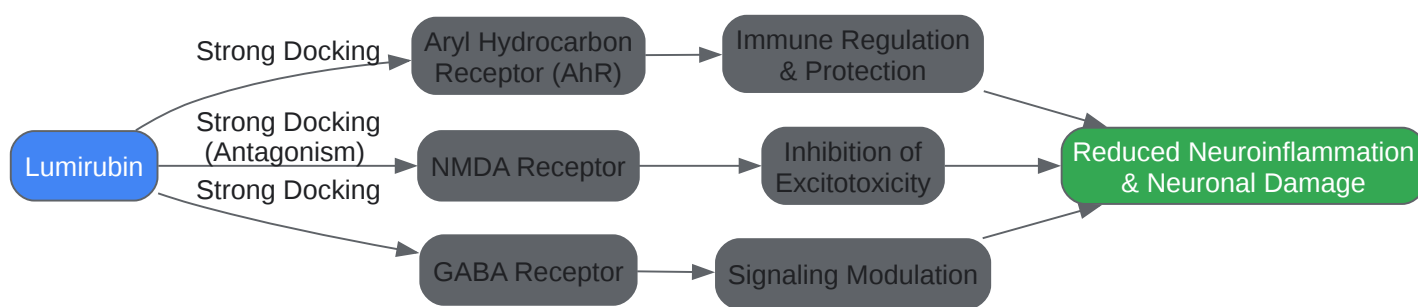 Strong Docking
Aryl Hydrocarbon
Receptor (AhR)
Immune Regulation
& Protection
Lumirubin
Strong Docking
(Antagonism)
NMDA Receptor
Inhibition of
Excitotoxicity
Reduced Neuroinflammation
& Neuronal Damage
Strong Docking
GABA Receptor
Signaling Modulation